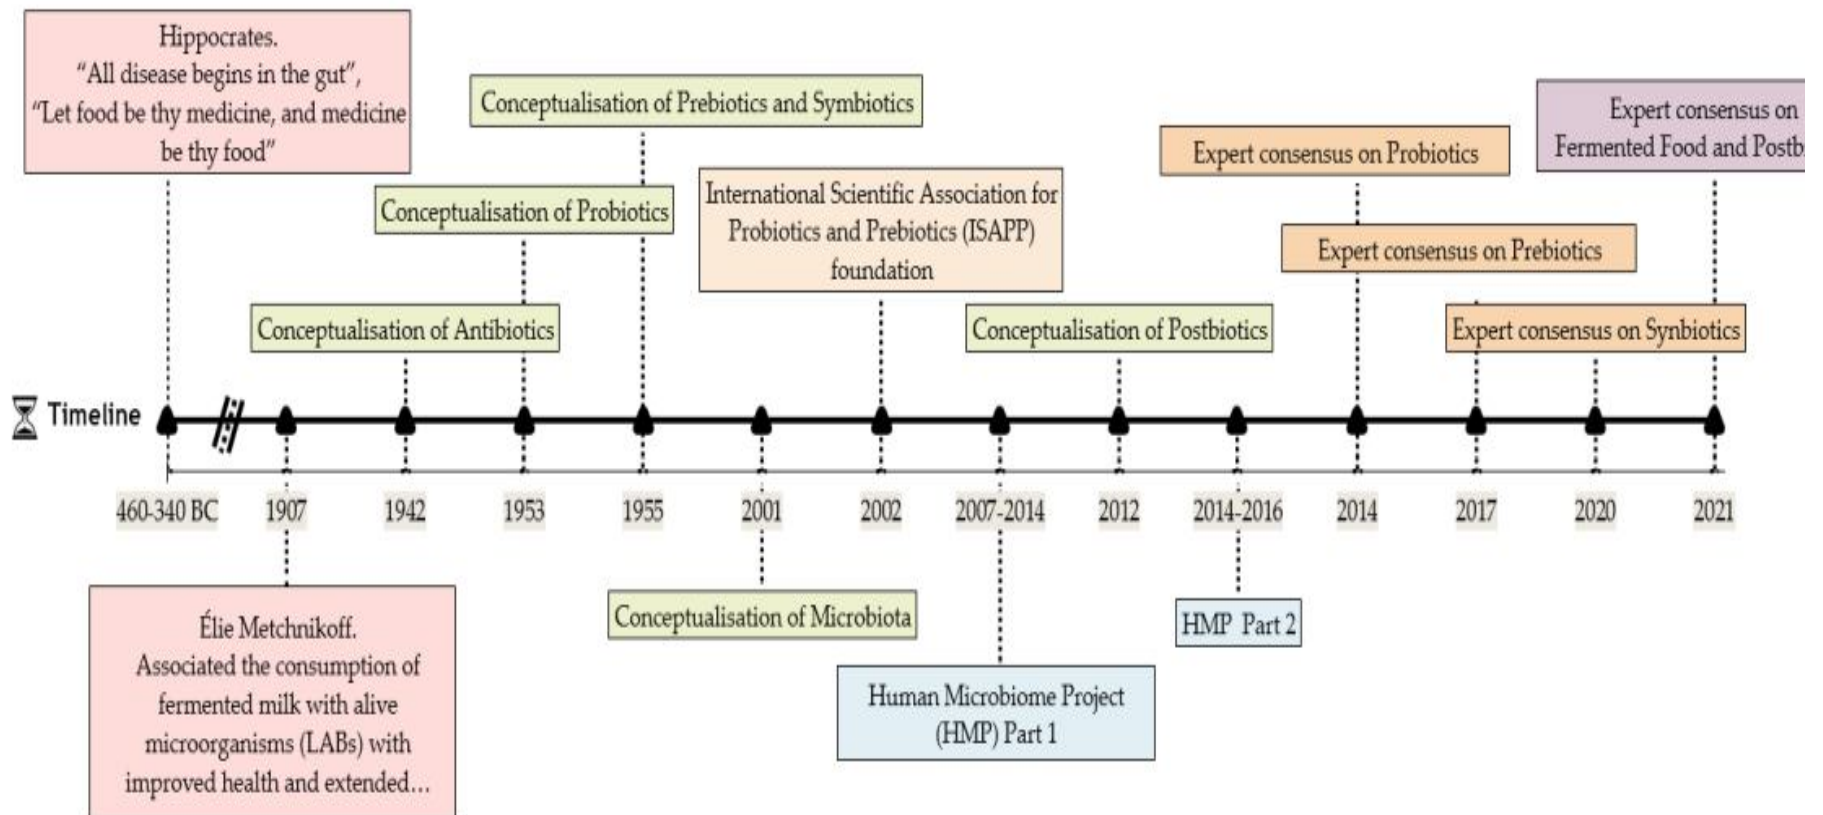 Hippocrates.
“All disease begins in the gut”,
“Let food be thy medicine, and medicine
be thy food”
Conceptualisation of Prebiotics and Symbiotics
Conceptualisation of Probiotics
Conceptualisation of Antibiotics
International Scientific Association for
Probiotics and Prebiotics (ISAPP)
foundation
Conceptualisation of Postbiotics
Expert consensus on Probiotics
Expert consensus on Prebiotics
Expert consensus on Synbiotics
Expert consensus on
Fermented Food and
Timeline
460-340 BC
1907
1942
1953
1955
2001
2002
2007-2014
2012
2014-2016
2014
2017
2020
2021
Élie Metchnikoff.
Associated the consumption of
fermented milk with alive
microorganisms (LABs) with
improved health and extended…
Conceptualisation of Microbiota
Human Microbiome Project
(HMP) Part 1
HMP Part 2